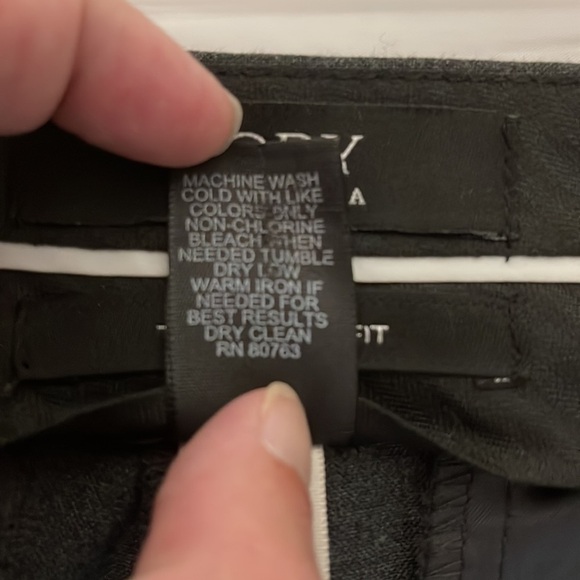 MACHINE WASH
COLD WITH LIKE
COLORS ONLY
NON-CHLORINE
BLEACH WHEN
NEEDED TUMBLE
DRY LOW
WARM IRON IF
NEEDED FOR
BEST RESULTS
DRY CLEAN
RN 80763